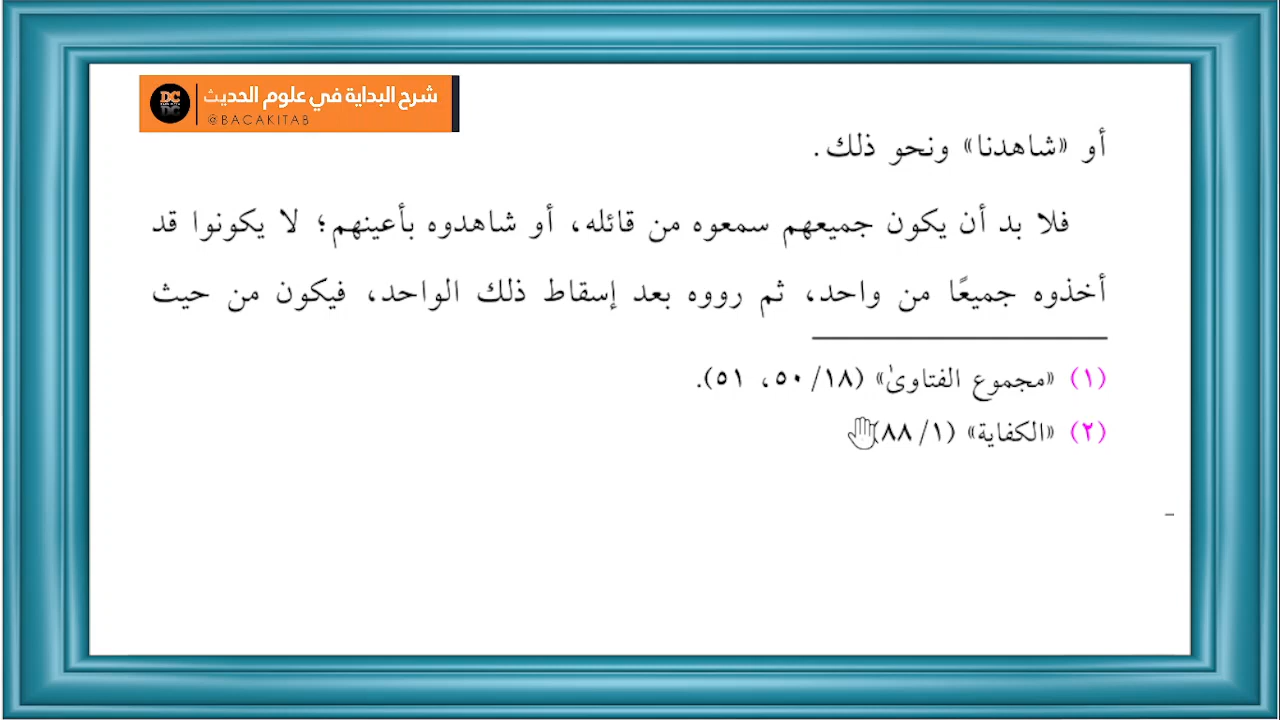 شرح البداية في علوم الحديث
@BACAKITAB
DC
أو «شاهدنا» ونحو ذلك.
فلا بد أن يكون جميعهم سمعوه من قائله، أو شاهدوه بأعينهم؛ لا يكونوا قد
أخذوه جميعًا من واحد، ثم رووه بعد إسقاط ذلك الواحد، فيكون من حيث
(١) «مجموع الفتاوىٰ» (١٨/ ٥٠، ٥١).
(٢) «الكفاية» (١/ ٨٨)